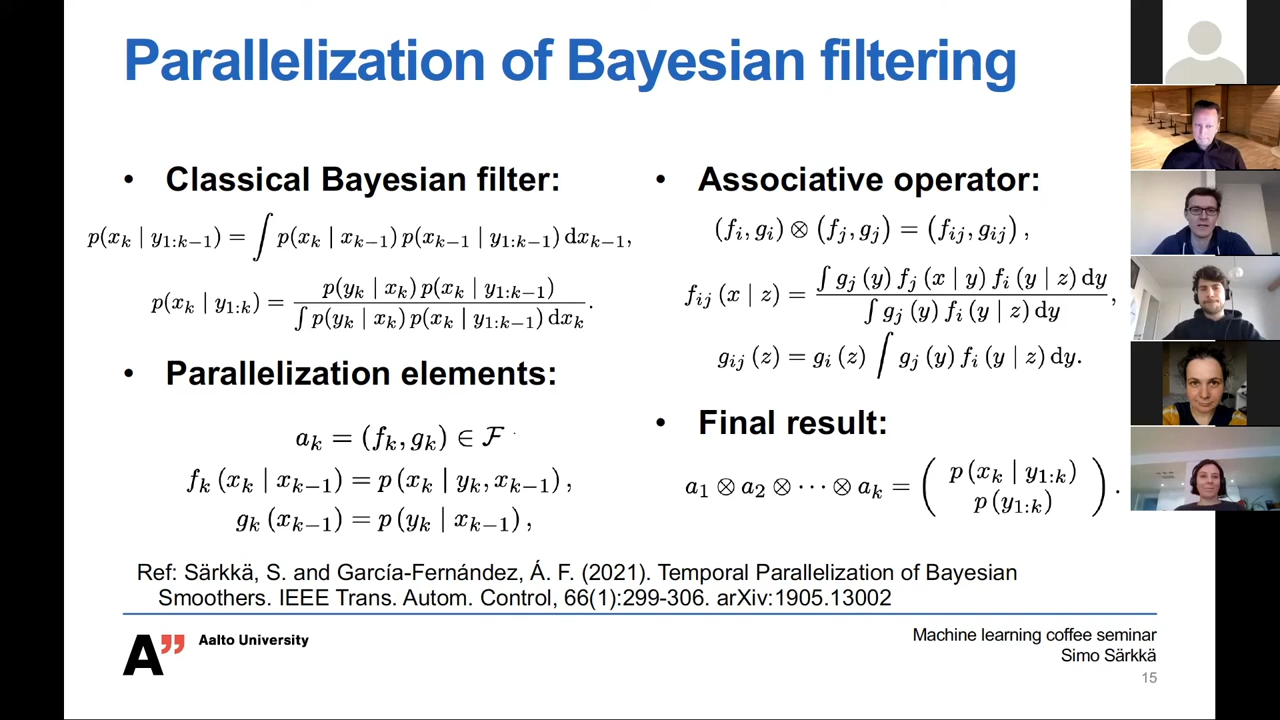 Parallelization of Bayesian filtering
• Classical Bayesian filter:
p(x_k | y_{1:k−1}) = ∫ p(x_k | x_{k−1}) p(x_{k−1} | y_{1:k−1}) dx_{k−1},
p(x_k | y_{1:k}) = p(y_k | x_k) p(x_k | y_{1:k−1}) / ∫ p(y_k | x_k) p(x_k | y_{1:k−1}) dx_k.
• Parallelization elements:
a_k = (f_k, g_k) ∈ ℱ
f_k (x_k | x_{k−1}) = p (x_k | y_k, x_{k−1}),
g_k (x_{k−1}) = p (y_k | x_{k−1}),
• Associative operator:
(f_i, g_i) ⊗ (f_j, g_j) = (f_{ij}, g_{ij}),
f_{ij} (x | z) = ∫ g_j (y) f_j (x | y) f_i (y | z) dy / ∫ g_j (y) f_i (y | z) dy,
g_{ij} (z) = g_i (z) ∫ g_j (y) f_i (y | z) dy.
• Final result:
a_1 ⊗ a_2 ⊗ ⋯ ⊗ a_k = ( p (x_k | y_{1:k})
p (y_{1:k}) ).
Ref: Särkkä, S. and García-Fernández, Á. F. (2021). Temporal Parallelization of Bayesian
Smoothers. IEEE Trans. Autom. Control, 66(1):299-306. arXiv:1905.13002
A” Aalto University
Machine learning coffee seminar
Simo Särkkä
15